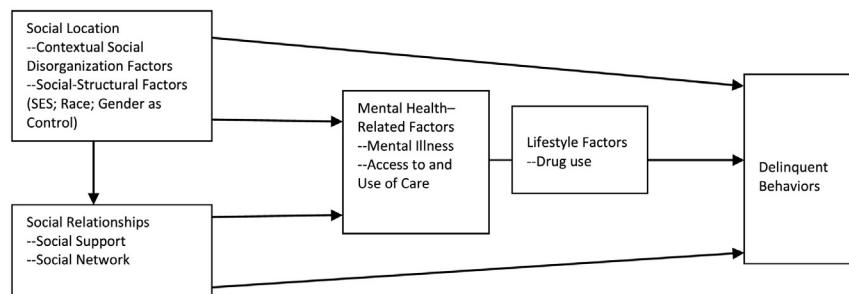 Social Location
--Contextual Social
Disorganization Factors
--Social-Structural Factors
(SES; Race; Gender as
Control)
Mental Health–
Related Factors
--Mental Illness
--Access to and
Use of Care
Lifestyle Factors
--Drug use
Delinquent
Behaviors
Social Relationships
--Social Support
--Social Network